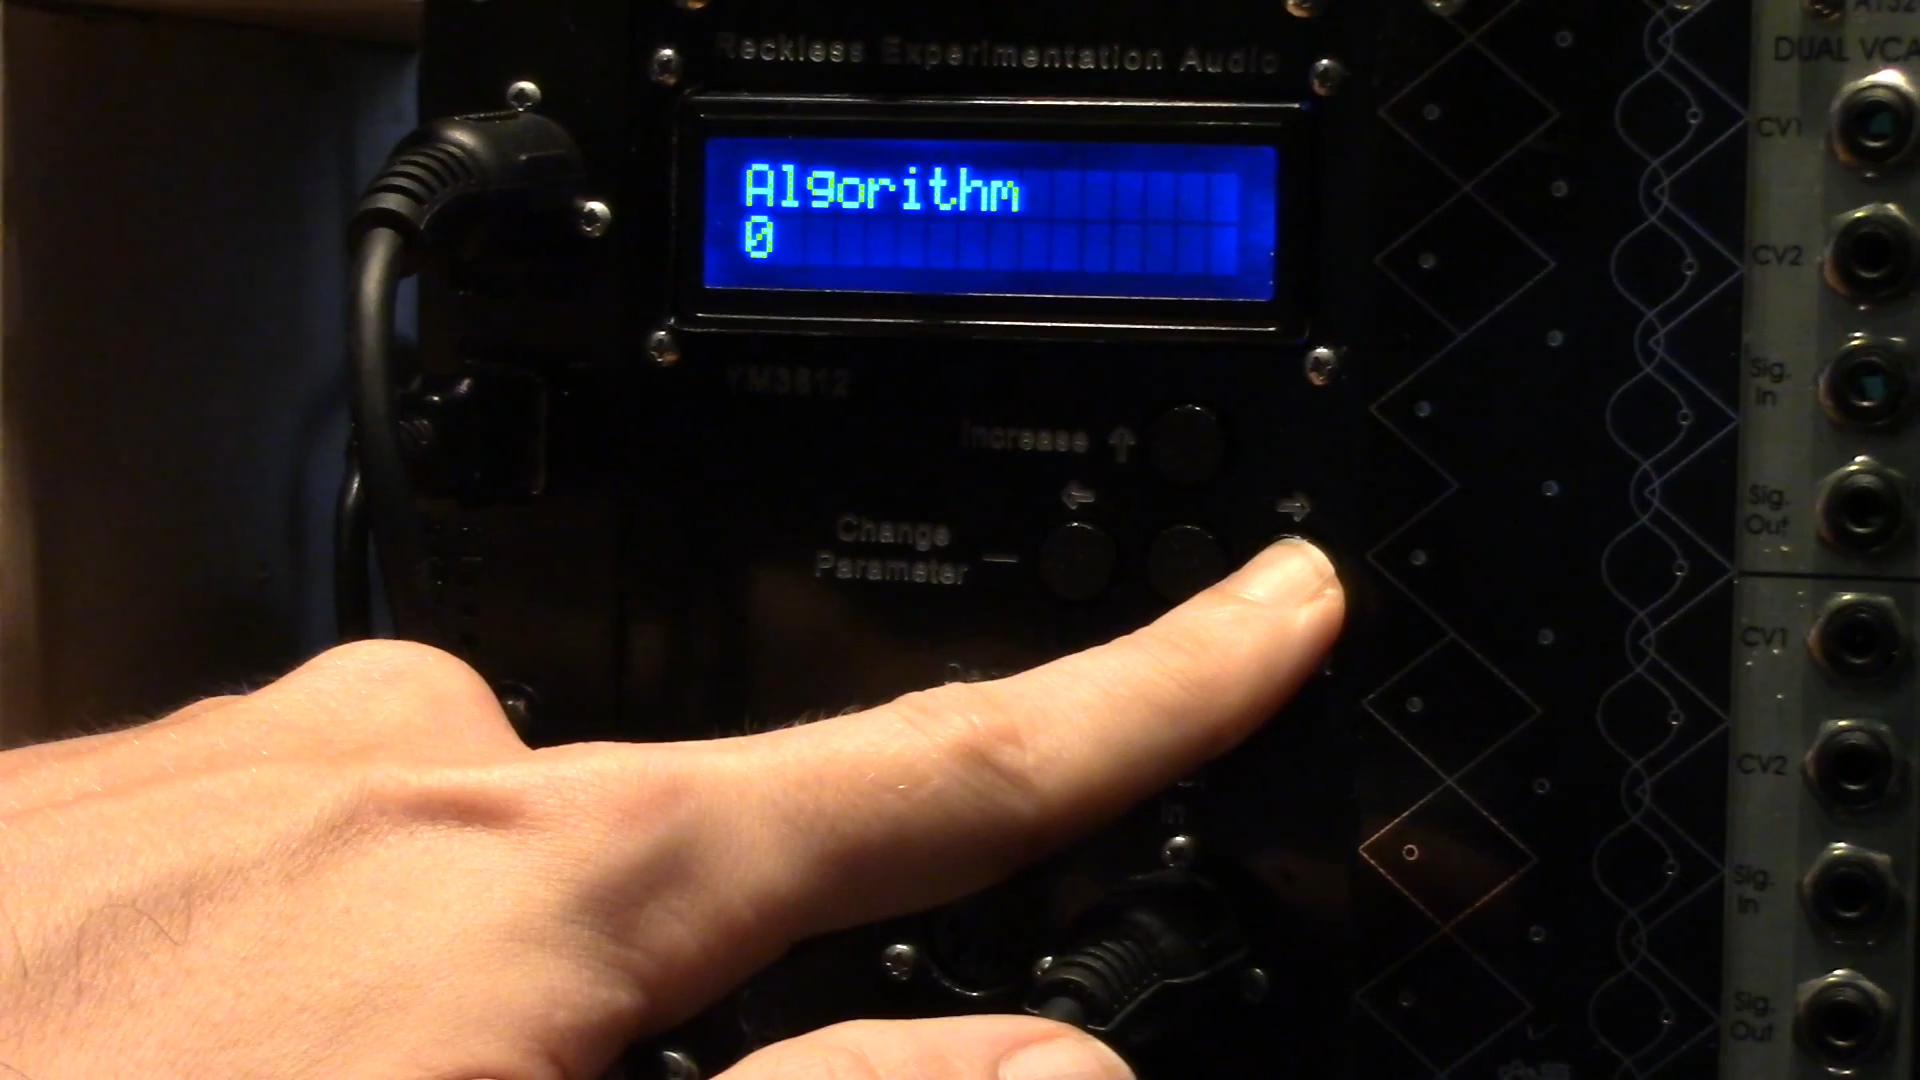 Reckless Experimentation Audio
Algorithm
0
YM3812
Increase ↑
← →
Change
Parameter
In
DUAL VCA
CV1
CV2
Sig.
In
Sig.
Out
CV1
CV2
Sig.
In
Sig.
Out